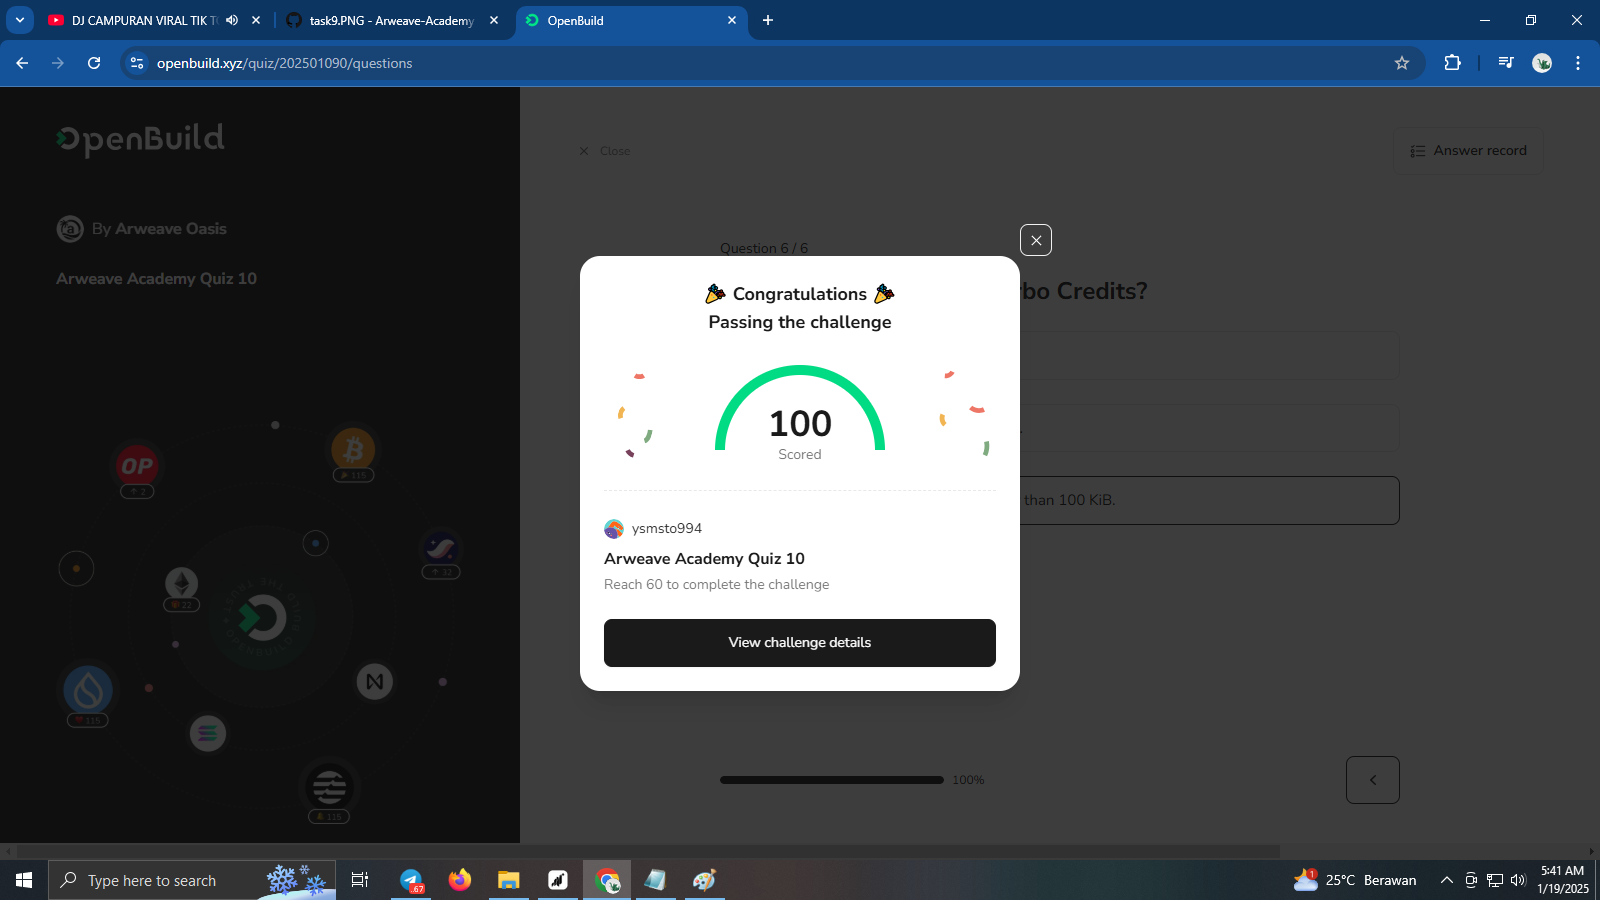 DJ CAMPURAN VIRAL TIK T
task9.PNG - Arweave-Academy
OpenBuild
openbuild.xyz/quiz/202501090/questions
OpenBuild
By Arweave Oasis
Arweave Academy Quiz 10
OP
2
115
32
22
115
115
Close
Answer record
Question 6 / 6
rbo Credits?
Congratulations
Passing the challenge
100
Scored
than 100 KiB.
ysmsto994
Arweave Academy Quiz 10
Reach 60 to complete the challenge
View challenge details
100%
Type here to search
.67
1
25°C Berawan
5:41 AM
1/19/2025